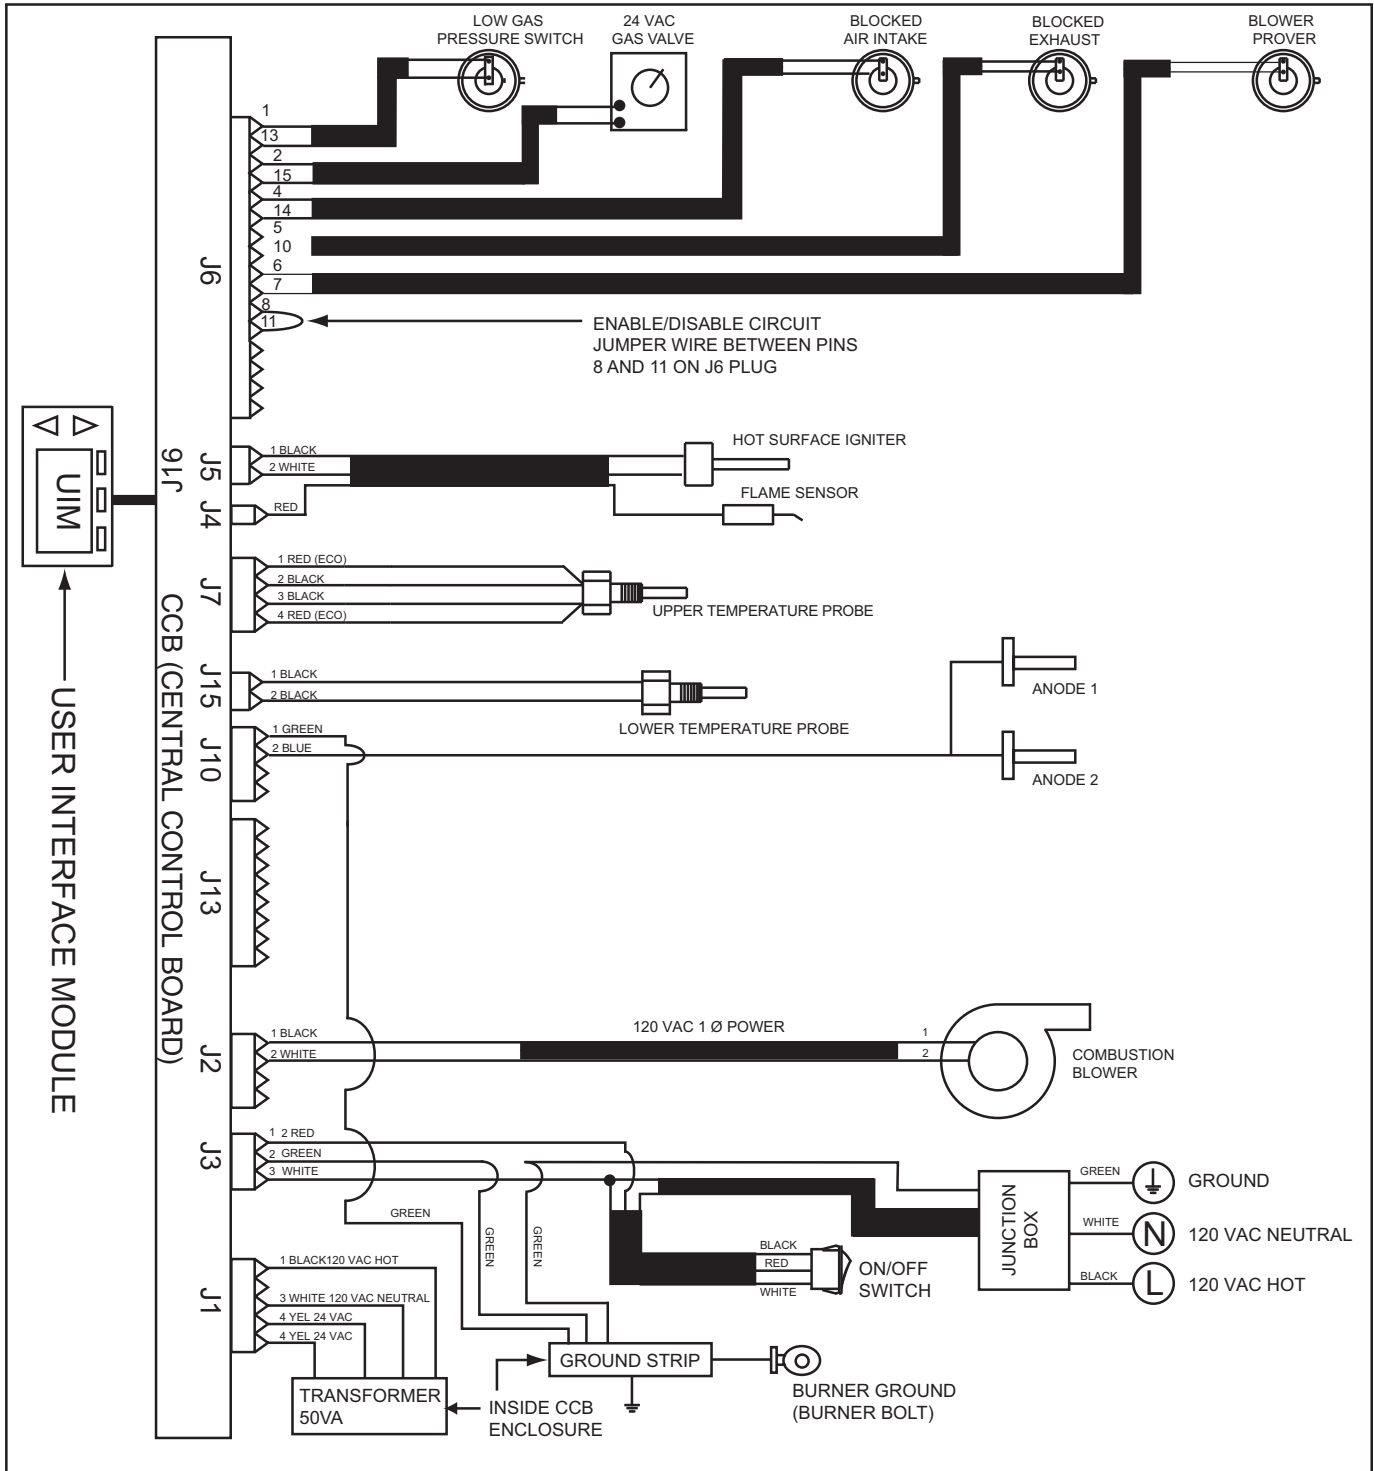 LOW GAS
PRESSURE SWITCH
24 VAC
GAS VALVE
BLOCKED
AIR INTAKE
BLOCKED
EXHAUST
BLOWER
PROVER
1
13
2
15
4
14
5
10
6
7
8
11
J6
ENABLE/DISABLE CIRCUIT
JUMPER WIRE BETWEEN PINS
8 AND 11 ON J6 PLUG
UIM
USER INTERFACE MODULE
J16
CCB (CENTRAL CONTROL BOARD)
J5
1 BLACK
2 WHITE
HOT SURFACE IGNITER
J4
RED
FLAME SENSOR
J7
1 RED (ECO)
2 BLACK
3 BLACK
4 RED (ECO)
UPPER TEMPERATURE PROBE
J15
1 BLACK
2 BLACK
LOWER TEMPERATURE PROBE
ANODE 1
J10
1 GREEN
2 BLUE
ANODE 2
J13
J2
1 BLACK
2 WHITE
120 VAC 1 Ø POWER
1
2
COMBUSTION
BLOWER
J3
1 2 RED
2 GREEN
3 WHITE
GREEN
GREEN
GREEN
BLACK
RED
WHITE
ON/OFF
SWITCH
JUNCTION
BOX
GREEN
GROUND
WHITE
N
120 VAC NEUTRAL
BLACK
L
120 VAC HOT
J1
1 BLACK120 VAC HOT
3 WHITE 120 VAC NEUTRAL
4 YEL 24 VAC
4 YEL 24 VAC
TRANSFORMER
50VA
INSIDE CCB
ENCLOSURE
GROUND STRIP
BURNER GROUND
(BURNER BOLT)